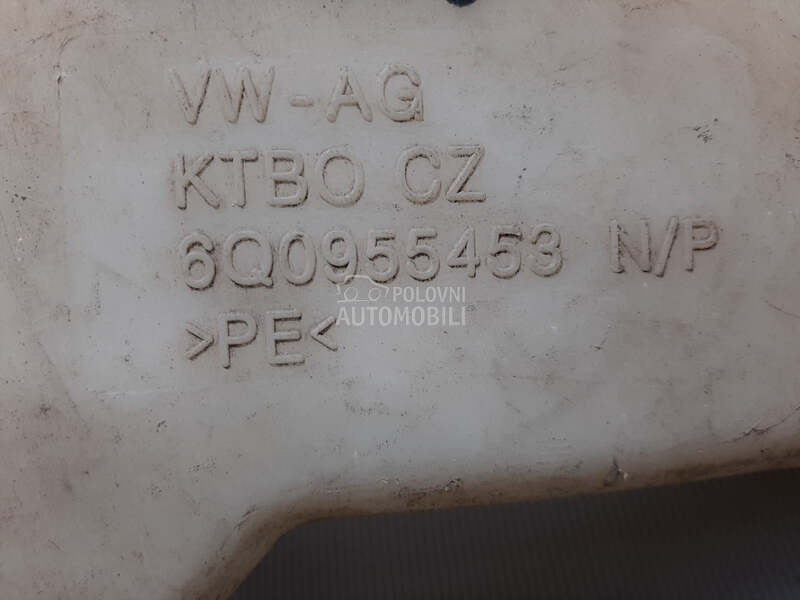 VW-AG
KTBO CZ
6Q0955453 N/P
POLOVNI
AUTOMOBILI
>PE<